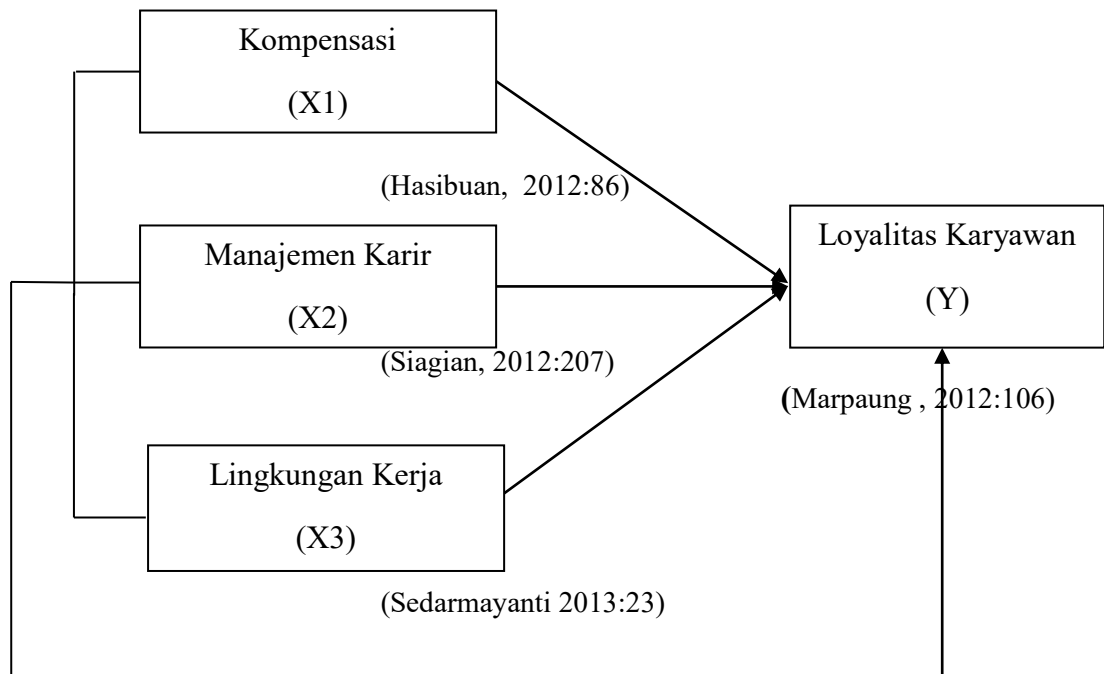 Kompensasi
(X1)
(Hasibuan,  2012:86)
Manajemen Karir
(X2)
(Siagian, 2012:207)
Lingkungan Kerja
(X3)
(Sedarmayanti 2013:23)
Loyalitas Karyawan
(Y)
(Marpaung , 2012:106)